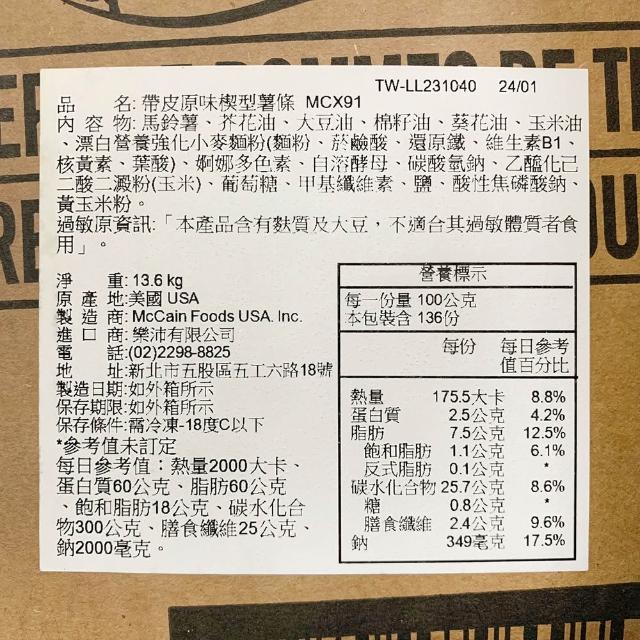 TW-LL231040 24/01
品 名: 帶皮原味楔型薯條 MCX91
內 容 物: 馬鈴薯、芥花油、大豆油、棉籽油、葵花油、玉米油
、漂白營養強化小麥麵粉(麵粉、菸鹼酸、還原鐵、維生素B1、
核黃素、葉酸)、婀娜多色素、自溶酵母、碳酸氫鈉、乙醯化己
二酸二澱粉(玉米)、葡萄糖、甲基纖維素、鹽、酸性焦磷酸鈉、
黃玉米粉。
過敏原資訊:「本產品含有麩質及大豆，不適合其過敏體質者食
用」。
淨 重: 13.6 kg
原 產 地:美國 USA
製 造 商: McCain Foods USA. Inc.
進 口 商: 樂沛有限公司
電 話:(02)2298-8825
地 址:新北市五股區五工六路18號
製造日期:如外箱所示
保存期限:如外箱所示
保存條件:需冷凍-18度C以下
*參考值未訂定
每日參考值：熱量2000大卡、
蛋白質60公克、脂肪60公克
、飽和脂肪18公克、碳水化合
物300公克、膳食纖維25公克、
鈉2000毫克。
營養標示
每一份量 100公克
本包裝含 136份
每份 每日參考
值百分比
熱量 175.5大卡 8.8%
蛋白質 2.5公克 4.2%
脂肪 7.5公克 12.5%
飽和脂肪 1.1公克 6.1%
反式脂肪 0.1公克 *
碳水化合物 25.7公克 8.6%
糖 0.8公克 *
膳食纖維 2.4公克 9.6%
鈉 349毫克 17.5%